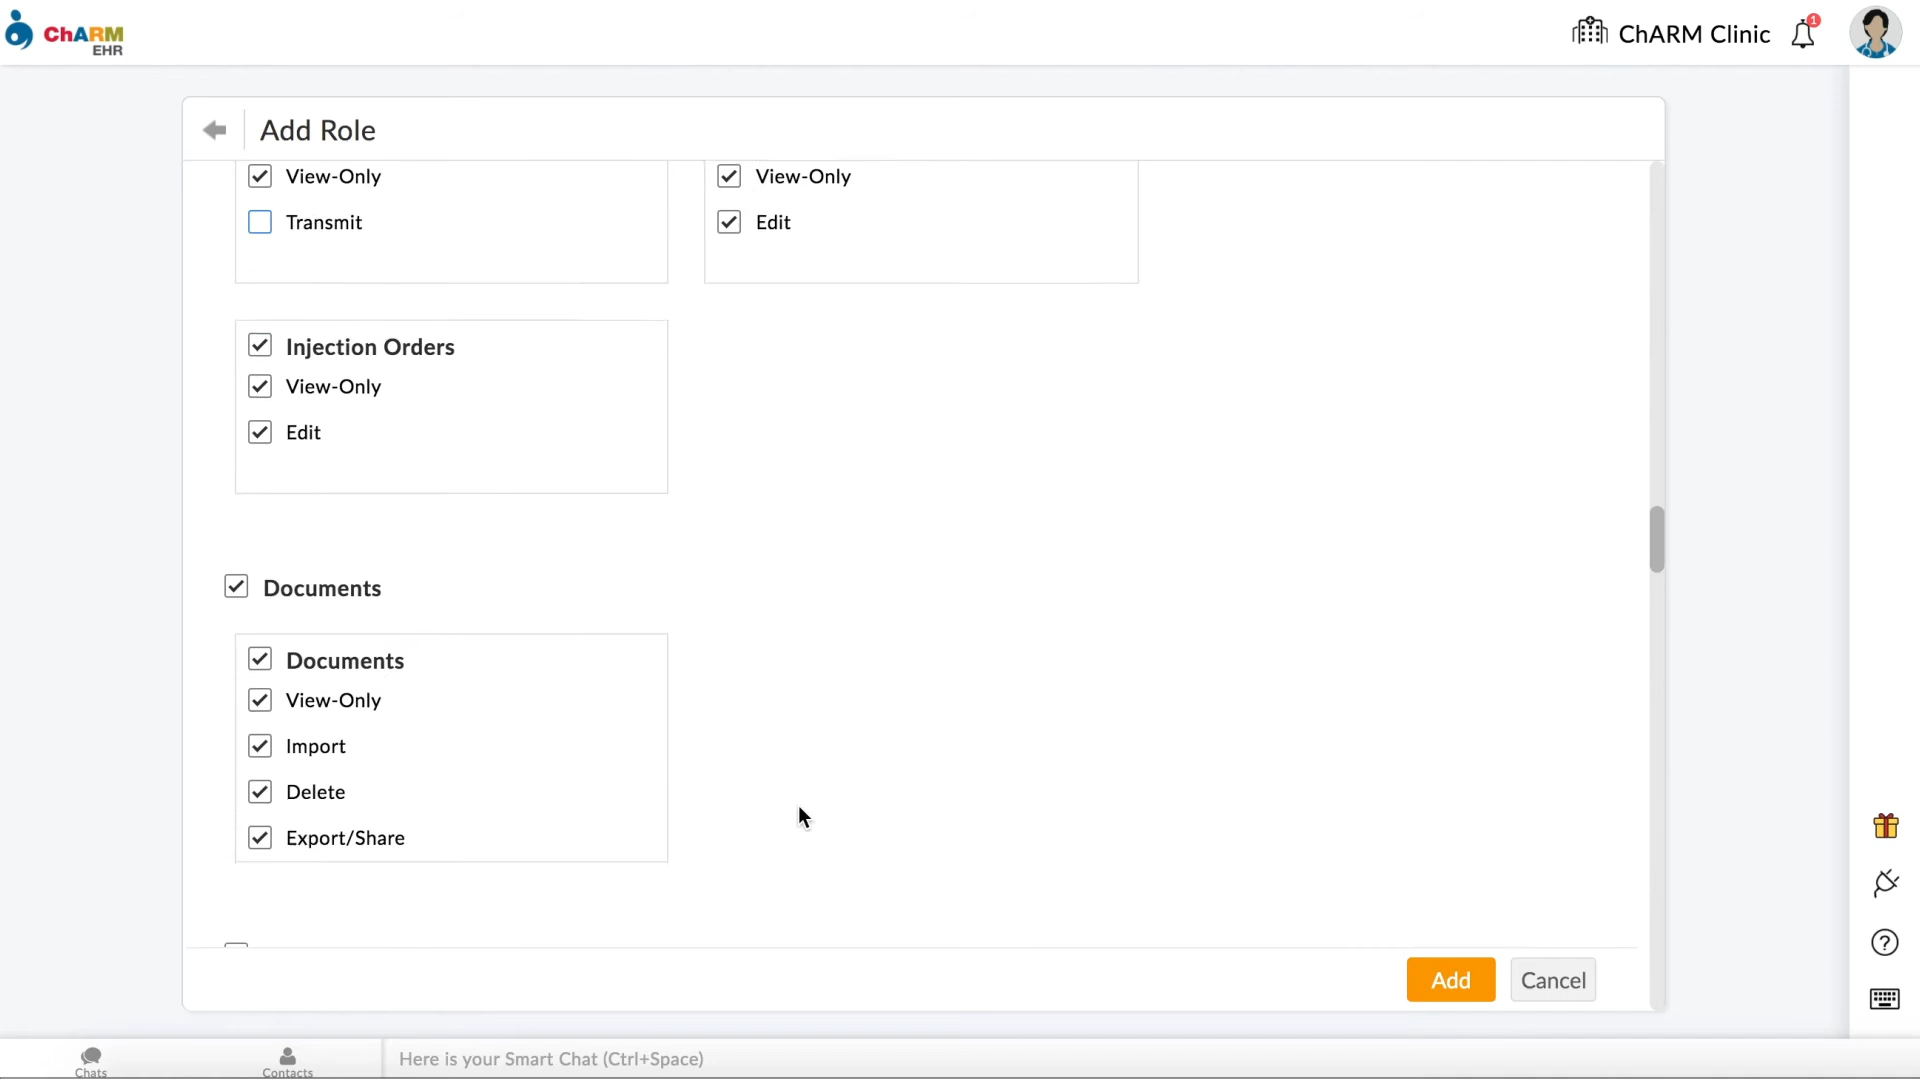 ChARM
EHR
ChARM Clinic
1
Add Role
View-Only
View-Only
Transmit
Edit
Injection Orders
View-Only
Edit
Documents
Documents
View-Only
Import
Delete
Export/Share
Add
Cancel
Chats
Contacts
Here is your Smart Chat (Ctrl+Space)